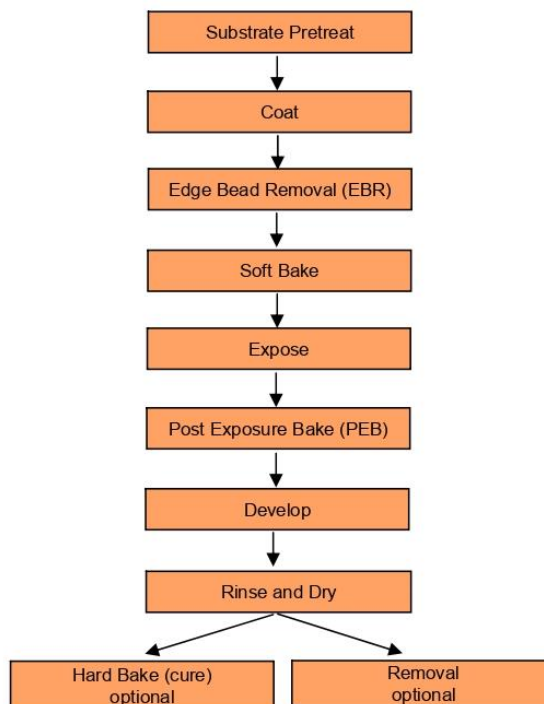 Substrate Pretreat
Coat
Edge Bead Removal (EBR)
Soft Bake
Expose
Post Exposure Bake (PEB)
Develop
Rinse and Dry
Hard Bake (cure)
optional
Removal
optional